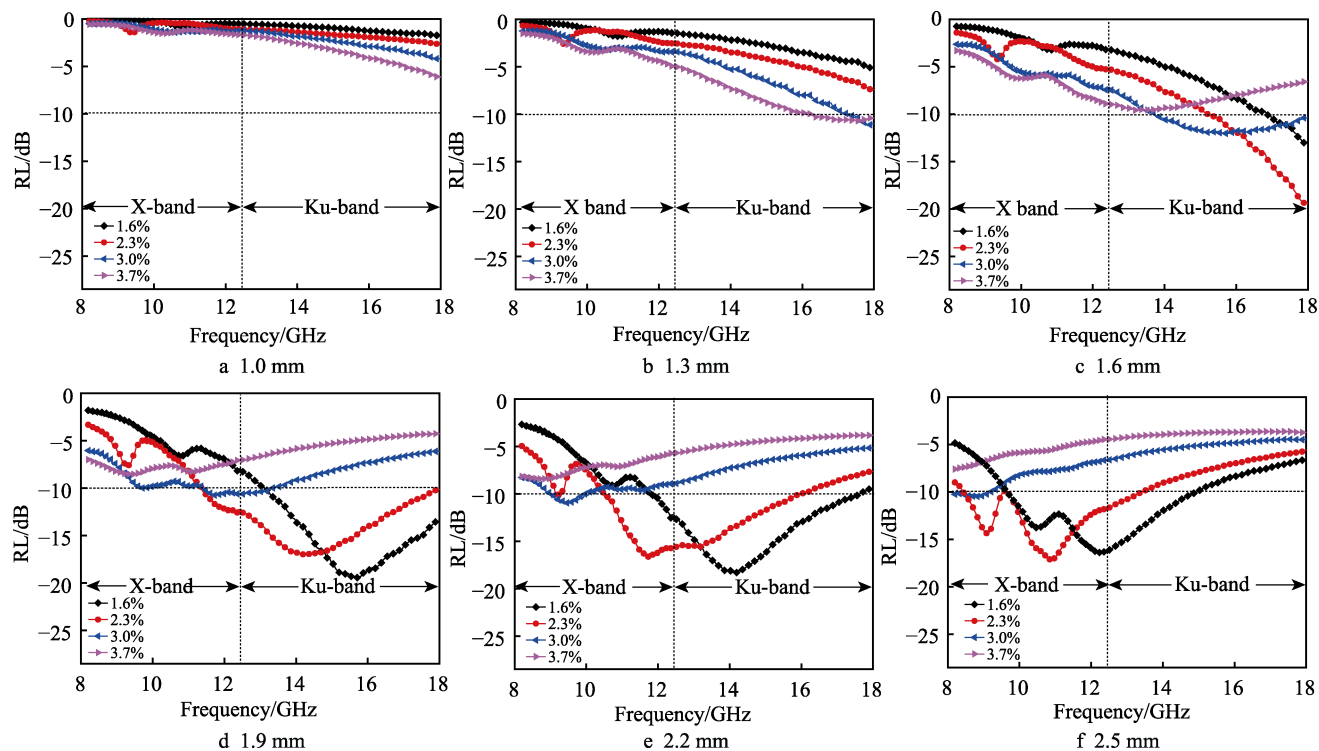 0
−5
−10
−15
−20
−25
RL/dB
X-band
Ku-band
1.6%
2.3%
3.0%
3.7%
8 10 12 14 16 18
Frequency/GHz
a 1.0 mm
0
−5
−10
−15
−20
−25
RL/dB
X band
Ku-band
1.6%
2.3%
3.0%
3.7%
8 10 12 14 16 18
Frequency/GHz
b 1.3 mm
0
−5
−10
−15
−20
−25
RL/dB
X band
Ku-band
1.6%
2.3%
3.0%
3.7%
8 10 12 14 16 18
Frequency/GHz
c 1.6 mm
0
−5
−10
−15
−20
−25
RL/dB
X-band
Ku-band
1.6%
2.3%
3.0%
3.7%
8 10 12 14 16 18
Frequency/GHz
d 1.9 mm
0
−5
−10
−15
−20
−25
RL/dB
X-band
Ku-band
1.6%
2.3%
3.0%
3.7%
8 10 12 14 16 18
Frequency/GHz
e 2.2 mm
0
−5
−10
−15
−20
−25
RL/dB
X-band
Ku-band
1.6%
2.3%
3.0%
3.7%
8 10 12 14 16 18
Frequency/GHz
f 2.5 mm